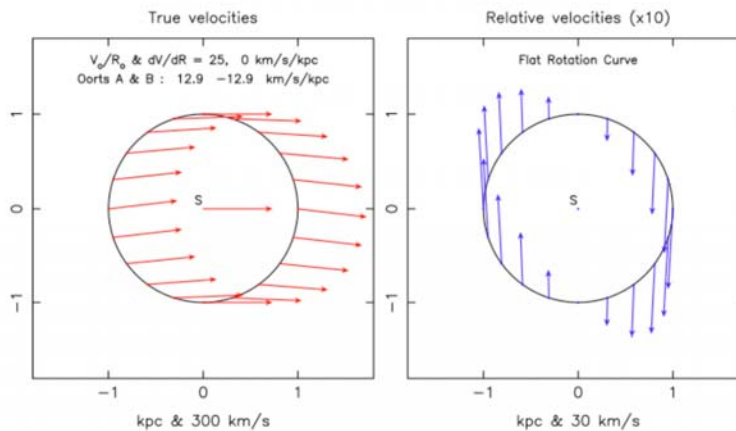 True velocities
V₀/R₀ & dV/dR = 25, 0 km/s/kpc
Oorts A & B : 12.9 −12.9 km/s/kpc
S
1
0
−1
−1 0 1
kpc & 300 km/s
Relative velocities (x10)
Flat Rotation Curve
S
1
0
−1
−1 0 1
kpc & 30 km/s